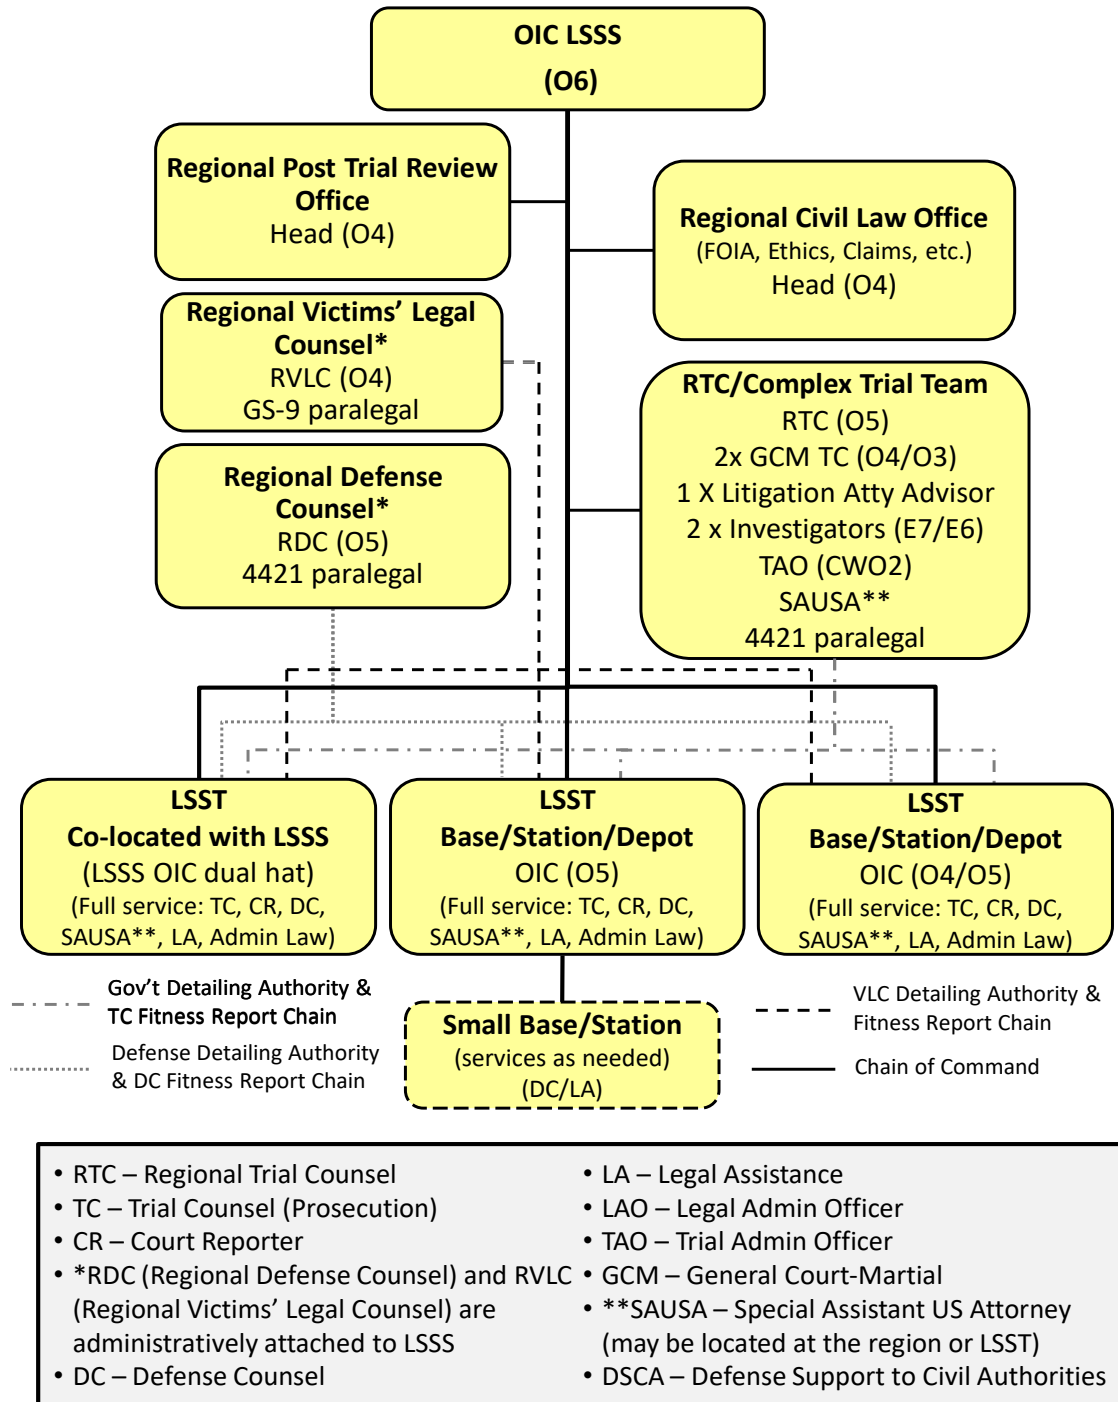 OIC LSSS
(O6)
Regional Post Trial Review
Office
Head (O4)
Regional Civil Law Office
(FOIA, Ethics, Claims, etc.)
Head (O4)
Regional Victims' Legal
Counsel*
RVLC (O4)
GS-9 paralegal
RTC/Complex Trial Team
RTC (O5)
2x GCM TC (O4/O3)
1 X Litigation Atty Advisor
2 x Investigators (E7/E6)
TAO (CWO2)
SAUSA**
4421 paralegal
Regional Defense
Counsel*
RDC (O5)
4421 paralegal
LSST
Co-located with LSSS
(LSSS OIC dual hat)
(Full service: TC, CR, DC,
SAUSA**, LA, Admin Law)
LSST
Base/Station/Depot
OIC (O5)
(Full service: TC, CR, DC,
SAUSA**, LA, Admin Law)
LSST
Base/Station/Depot
OIC (O4/O5)
(Full service: TC, CR, DC,
SAUSA**, LA, Admin Law)
Small Base/Station
(services as needed)
(DC/LA)
Gov't Detailing Authority &
TC Fitness Report Chain
Defense Detailing Authority
& DC Fitness Report Chain
VLC Detailing Authority &
Fitness Report Chain
Chain of Command
• RTC – Regional Trial Counsel
• TC – Trial Counsel (Prosecution)
• CR – Court Reporter
• *RDC (Regional Defense Counsel) and RVLC
(Regional Victims' Legal Counsel) are
administratively attached to LSSS
• DC – Defense Counsel
• LA – Legal Assistance
• LAO – Legal Admin Officer
• TAO – Trial Admin Officer
• GCM – General Court-Martial
• **SAUSA – Special Assistant US Attorney
(may be located at the region or LSST)
• DSCA – Defense Support to Civil Authorities